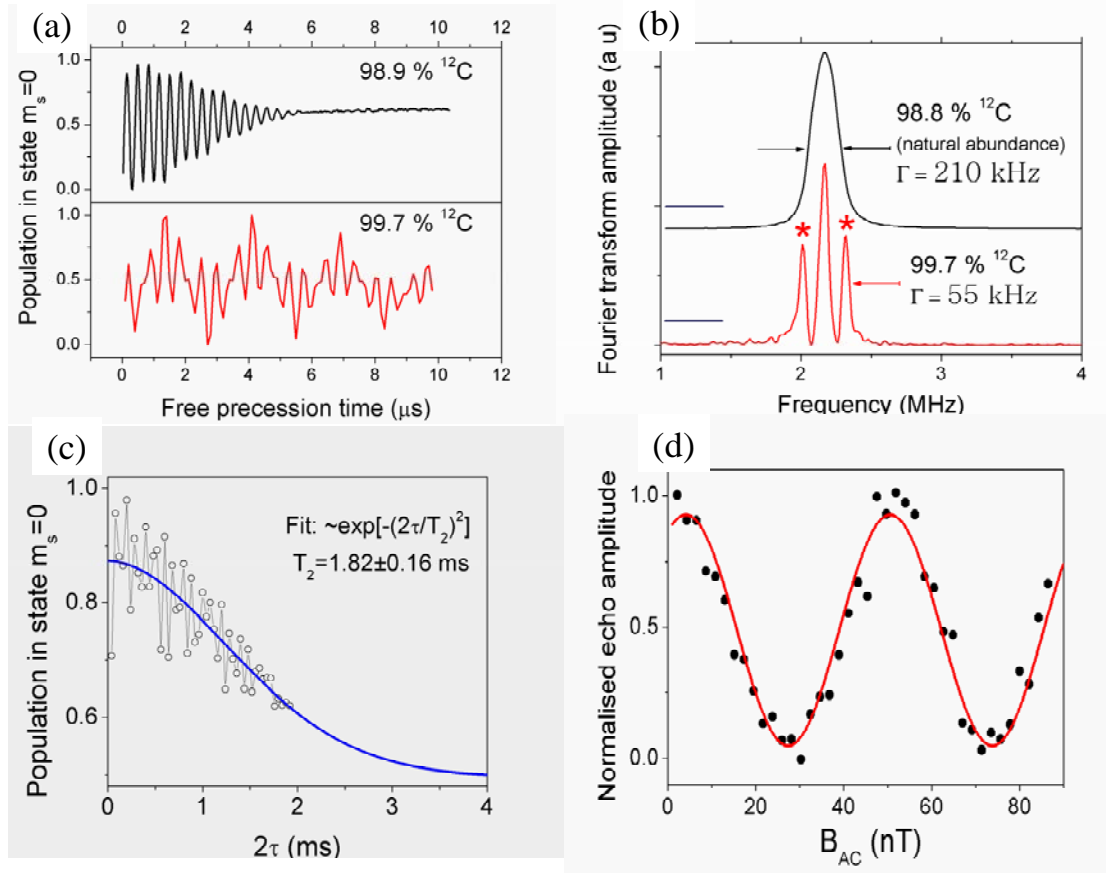 (a)
0 2 4 6 8 10 12
98.9 % ¹²C
99.7 % ¹²C
1.0
0.5
0.0
1.0
0.5
0.0
Population in state mₛ=0
0 2 4 6 8 10 12
Free precession time (μs)
(b)
98.8 % ¹²C
(natural abundance)
Γ = 210 kHz
* *
99.7 % ¹²C
Γ = 55 kHz
Fourier transform amplitude (a u)
1 2 3 4
Frequency (MHz)
(c)
Fit: ~exp[-(2τ/T₂)²]
T₂=1.82±0.16 ms
1.0
0.8
0.6
Population in state mₛ=0
0 1 2 3 4
2τ (ms)
(d)
1.0
0.5
0.0
Normalised echo amplitude
0 20 40 60 80
B_AC (nT)